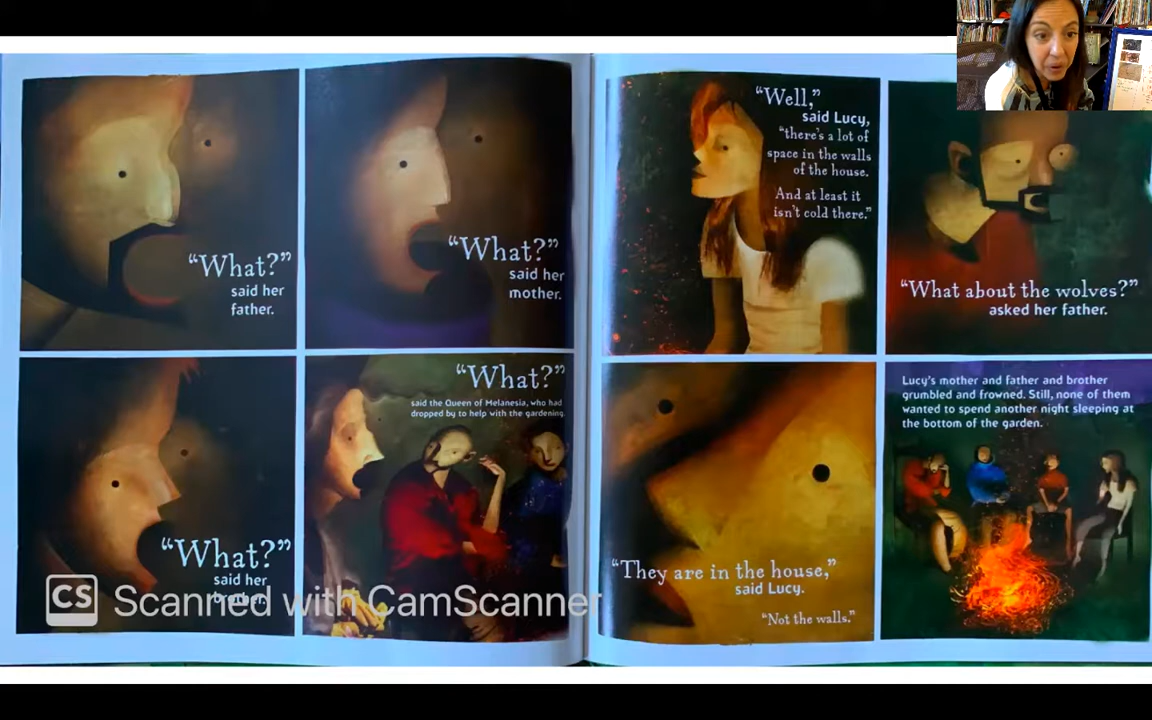 "What?"
said her
father.
"What?"
said her
mother.
"What?"
said her
brother.
"What?"
said the Queen of Melanesia, who had
dropped by to help with the gardening.
"Well,"
said Lucy,
"there's a lot of
space in the walls
of the house.
And at least it
isn't cold there."
"What about the wolves?"
asked her father.
"They are in the house,"
said Lucy.
"Not the walls."
Lucy's mother and father and brother
grumbled and frowned. Still, none of them
wanted to spend another night sleeping at
the bottom of the garden.
CS Scanned with CamScanner